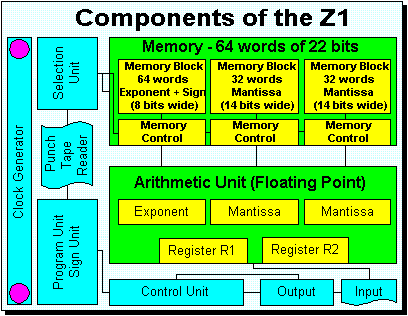 Components of the Z1
Clock Generator
Selection
Unit
Punch
Tape
Reader
Program Unit
Sign Unit
Memory - 64 words of 22 bits
Memory Block
64 words
Exponent + Sign
(8 bits wide)
Memory Block
32 words
Mantissa
(14 bits wide)
Memory Block
32 words
Mantissa
(14 bits wide)
Memory
Control
Memory
Control
Memory
Control
Arithmetic Unit (Floating Point)
Exponent
Mantissa
Mantissa
Register R1
Register R2
Control Unit
Output
Input